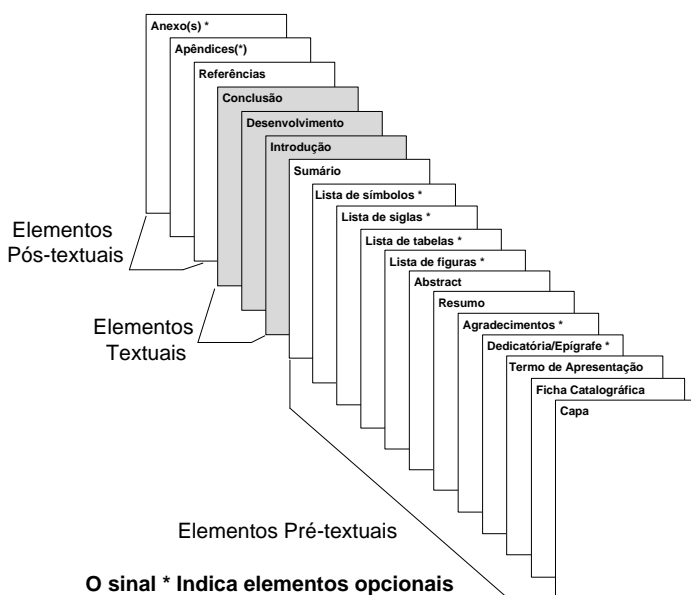 Anexo(s) *
Apêndices(*)
Referências
Conclusão
Desenvolvimento
Introdução
Sumário
Lista de símbolos *
Lista de siglas *
Lista de tabelas *
Lista de figuras *
Abstract
Resumo
Agradecimentos *
Dedicatória/Epígrafe *
Termo de Apresentação
Ficha Catalográfica
Capa
Elementos
Pós-textuais
Elementos
Textuais
Elementos Pré-textuais
O sinal * Indica elementos opcionais